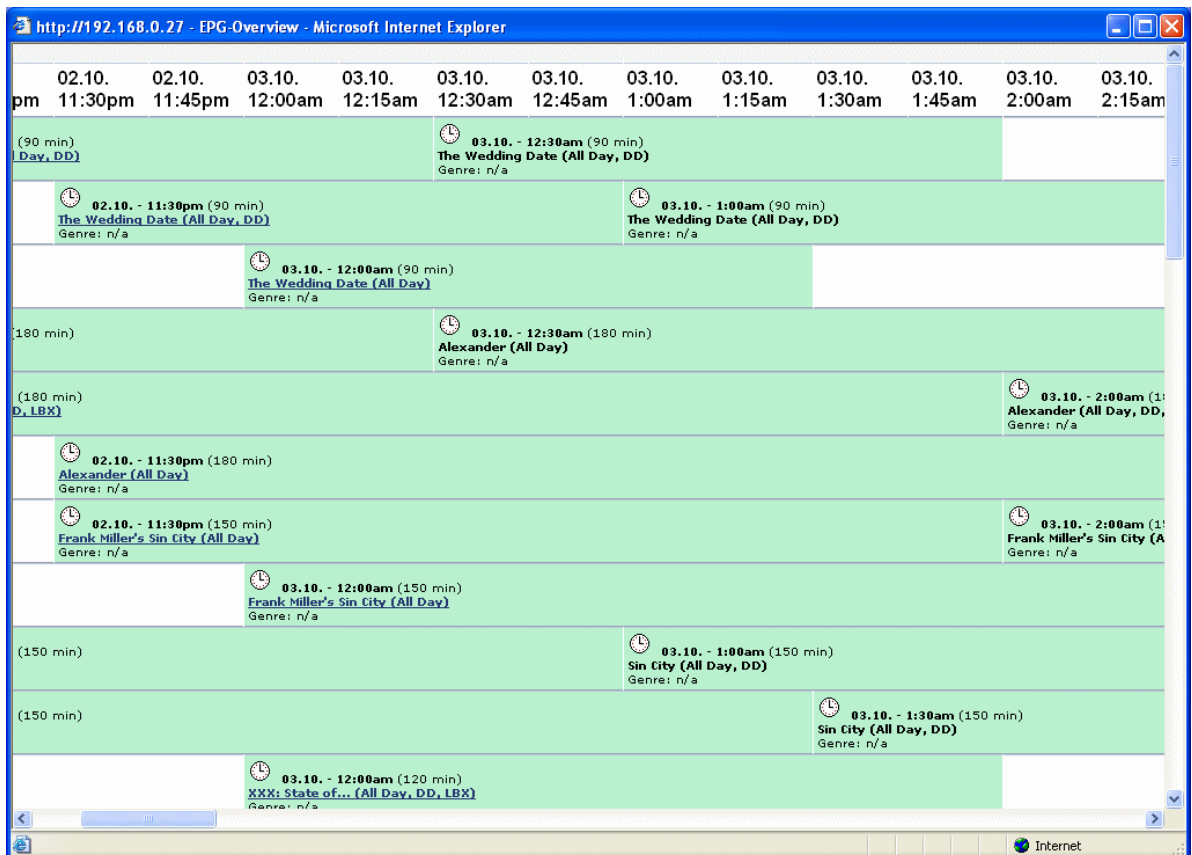 http://192.168.0.27 - EPG-Overview - Microsoft Internet Explorer
02.10. 02.10. 03.10. 03.10. 03.10. 03.10. 03.10. 03.10. 03.10. 03.10. 03.10. 03.10.
pm 11:30pm 11:45pm 12:00am 12:15am 12:30am 12:45am 1:00am 1:15am 1:30am 1:45am 2:00am 2:15am
(90 min) 03.10. - 12:30am (90 min)
Day, DD) The Wedding Date (All Day, DD)
Genre: n/a
02.10. - 11:30pm (90 min) 03.10. - 1:00am (90 min)
The Wedding Date (All Day, DD) The Wedding Date (All Day, DD)
Genre: n/a Genre: n/a
03.10. - 12:00am (90 min)
The Wedding Date (All Day)
Genre: n/a
(180 min) 03.10. - 12:30am (180 min)
Alexander (All Day)
Genre: n/a
(180 min) 03.10. - 2:00am (1
D, LBX) Alexander (All Day, DD,
Genre: n/a
02.10. - 11:30pm (180 min)
Alexander (All Day)
Genre: n/a
02.10. - 11:30pm (150 min) 03.10. - 2:00am (1
Frank Miller's Sin City (All Day) Frank Miller's Sin City (A
Genre: n/a Genre: n/a
03.10. - 12:00am (150 min)
Frank Miller's Sin City (All Day)
Genre: n/a
(150 min) 03.10. - 1:00am (150 min)
Sin City (All Day, DD)
Genre: n/a
(150 min) 03.10. - 1:30am (150 min)
Sin City (All Day, DD)
Genre: n/a
03.10. - 12:00am (120 min)
XXX: State of... (All Day, DD, LBX)
Genre: n/a
Internet